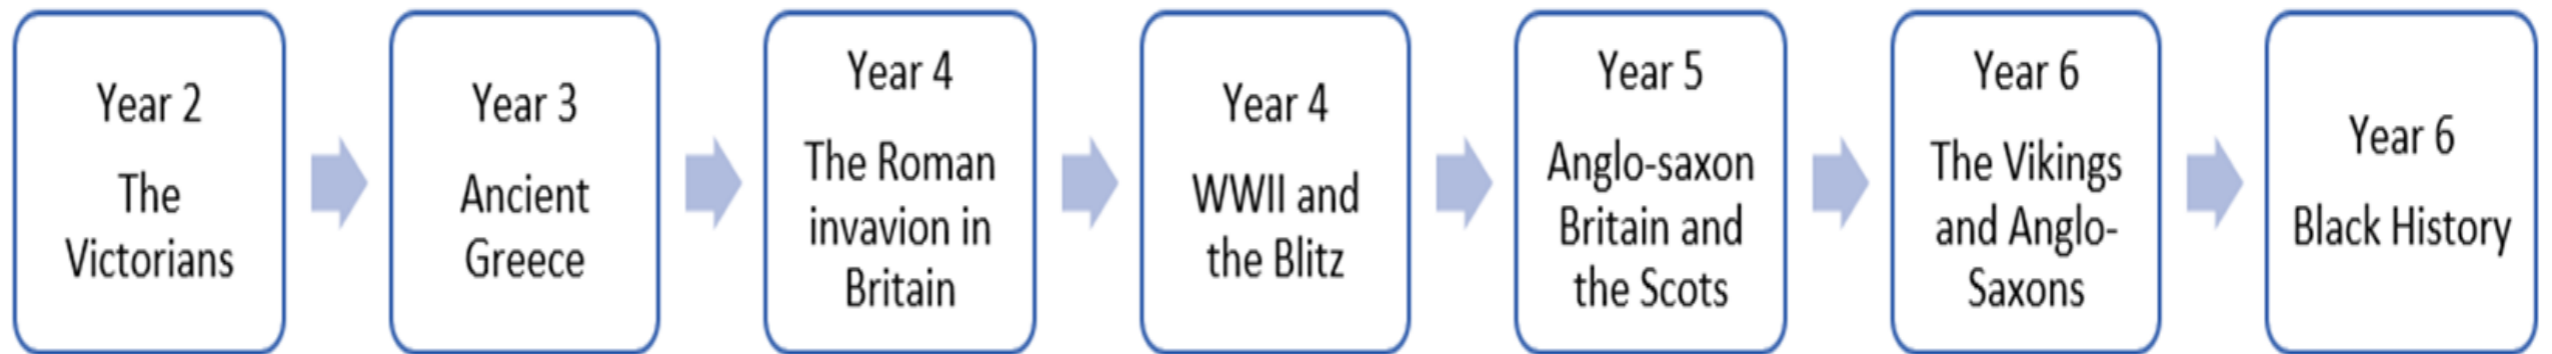 Year 2
The
Victorians
Year 3
Ancient
Greece
Year 4
The Roman
invavion in
Britain
Year 4
WWII and
the Blitz
Year 5
Anglo-saxon
Britain and
the Scots
Year 6
The Vikings
and Anglo-
Saxons
Year 6
Black History